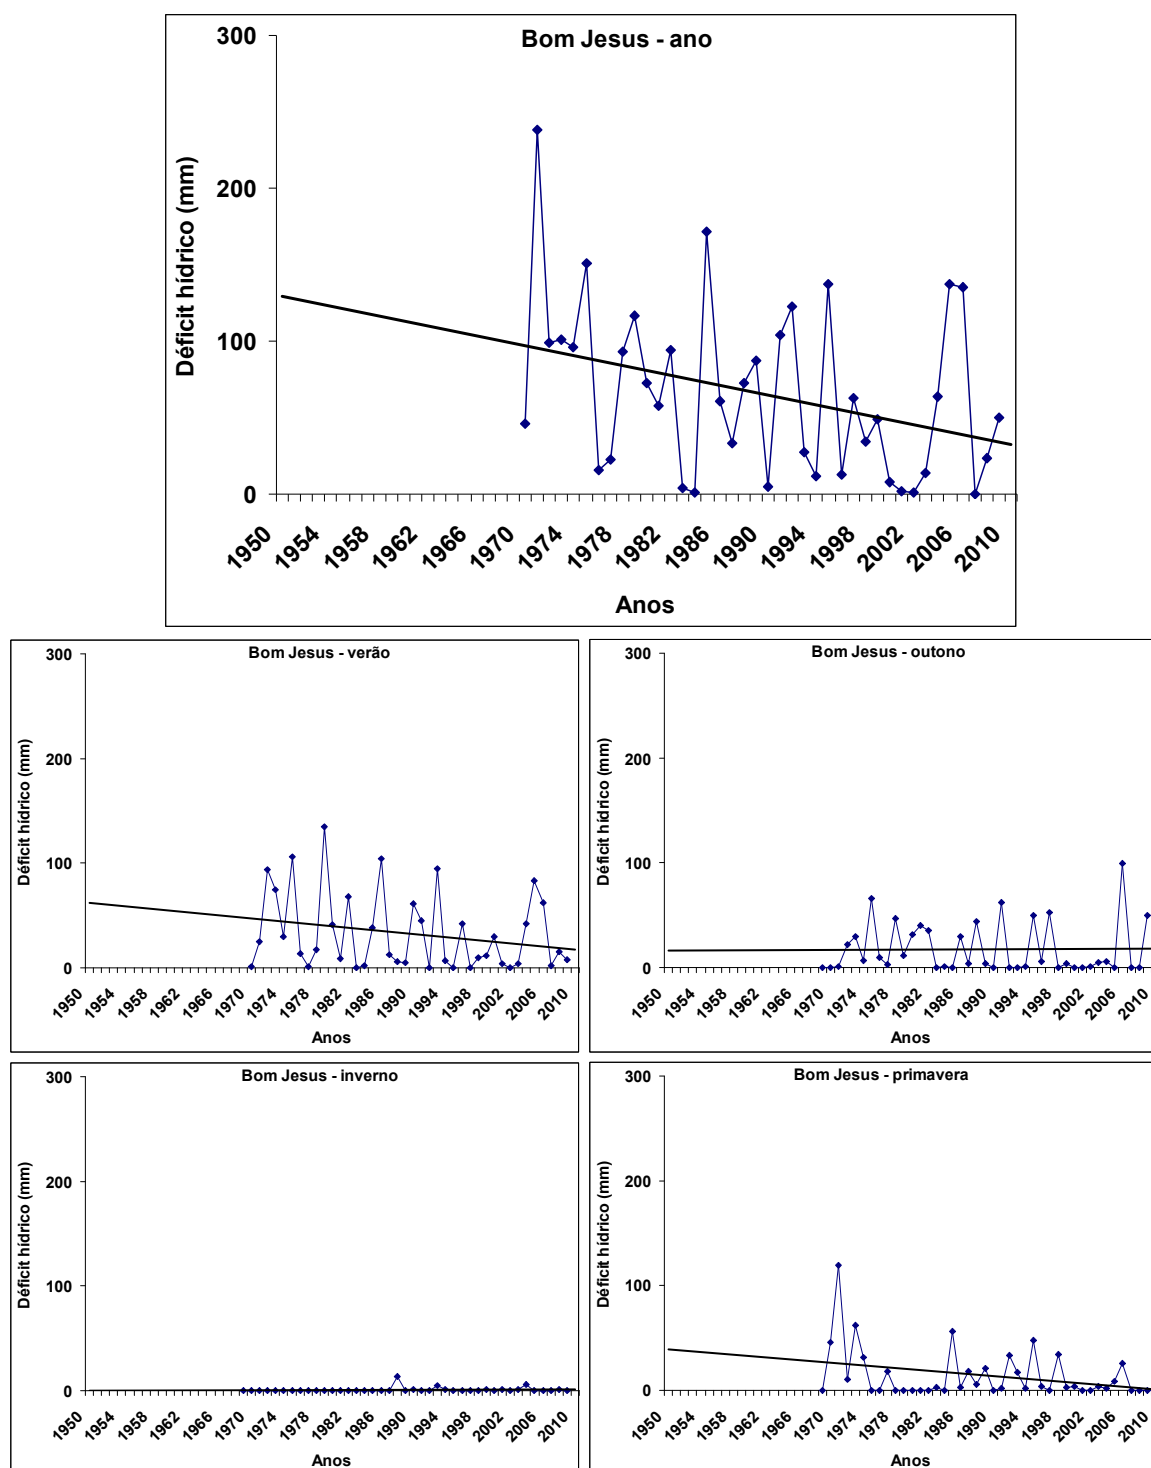 Bom Jesus - ano
Déficit hídrico (mm)
300
200
100
0
1950 1954 1958 1962 1966 1970 1974 1978 1982 1986 1990 1994 1998 2002 2006 2010
Anos
Bom Jesus - verão
Déficit hídrico (mm)
300
200
100
0
1950 1954 1958 1962 1966 1970 1974 1978 1982 1986 1990 1994 1998 2002 2006 2010
Anos
Bom Jesus - outono
Déficit hídrico (mm)
300
200
100
0
1950 1954 1958 1962 1966 1970 1974 1978 1982 1986 1990 1994 1998 2002 2006 2010
Anos
Bom Jesus - inverno
Déficit hídrico (mm)
300
200
100
0
1950 1954 1958 1962 1966 1970 1974 1978 1982 1986 1990 1994 1998 2002 2006 2010
Anos
Bom Jesus - primavera
Déficit hídrico (mm)
300
200
100
0
1950 1954 1958 1962 1966 1970 1974 1978 1982 1986 1990 1994 1998 2002 2006 2010
Anos